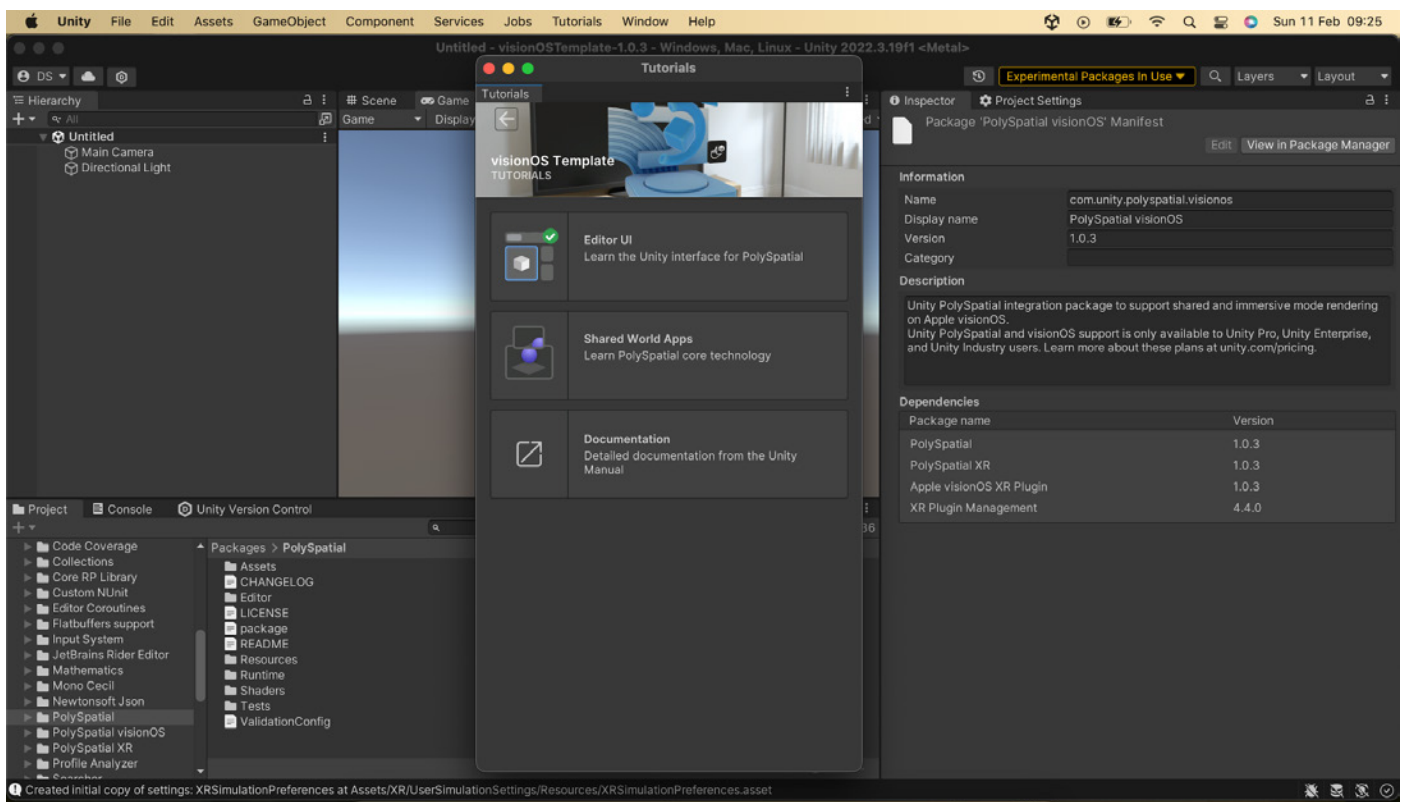 Unity File Edit Assets GameObject Component Services Jobs Tutorials Window Help Sun 11 Feb 09:25
Untitled - visionOSTemplate-1.0.3 - Windows, Mac, Linux - Unity 2022.3.19f1 <Metal>
DS Experimental Packages In Use Layers Layout
Hierarchy
All
Untitled
Main Camera
Directional Light
Scene Game
Game Display
Tutorials
Tutorials
visionOS Template
TUTORIALS
Editor UI
Learn the Unity interface for PolySpatial
Shared World Apps
Learn PolySpatial core technology
Documentation
Detailed documentation from the Unity
Manual
Inspector Project Settings
Package 'PolySpatial visionOS' Manifest
Edit View in Package Manager
Information
Name com.unity.polyspatial.visionos
Display name PolySpatial visionOS
Version 1.0.3
Category
Description
Unity PolySpatial integration package to support shared and immersive mode rendering
on Apple visionOS.
Unity PolySpatial and visionOS support is only available to Unity Pro, Unity Enterprise,
and Unity Industry users. Learn more about these plans at unity.com/pricing.
Dependencies
Package name Version
PolySpatial 1.0.3
PolySpatial XR 1.0.3
Apple visionOS XR Plugin 1.0.3
XR Plugin Management 4.4.0
Project Console Unity Version Control
36
Code Coverage
Collections
Core RP Library
Custom NUnit
Editor Coroutines
Flatbuffers support
Input System
JetBrains Rider Editor
Mathematics
Mono Cecil
Newtonsoft Json
PolySpatial
PolySpatial visionOS
PolySpatial XR
Profile Analyzer
Packages > PolySpatial
Assets
CHANGELOG
Editor
LICENSE
package
README
Resources
Runtime
Shaders
Tests
ValidationConfig
Created initial copy of settings: XRSimulationPreferences at Assets/XR/UserSimulationSettings/Resources/XRSimulationPreferences.asset